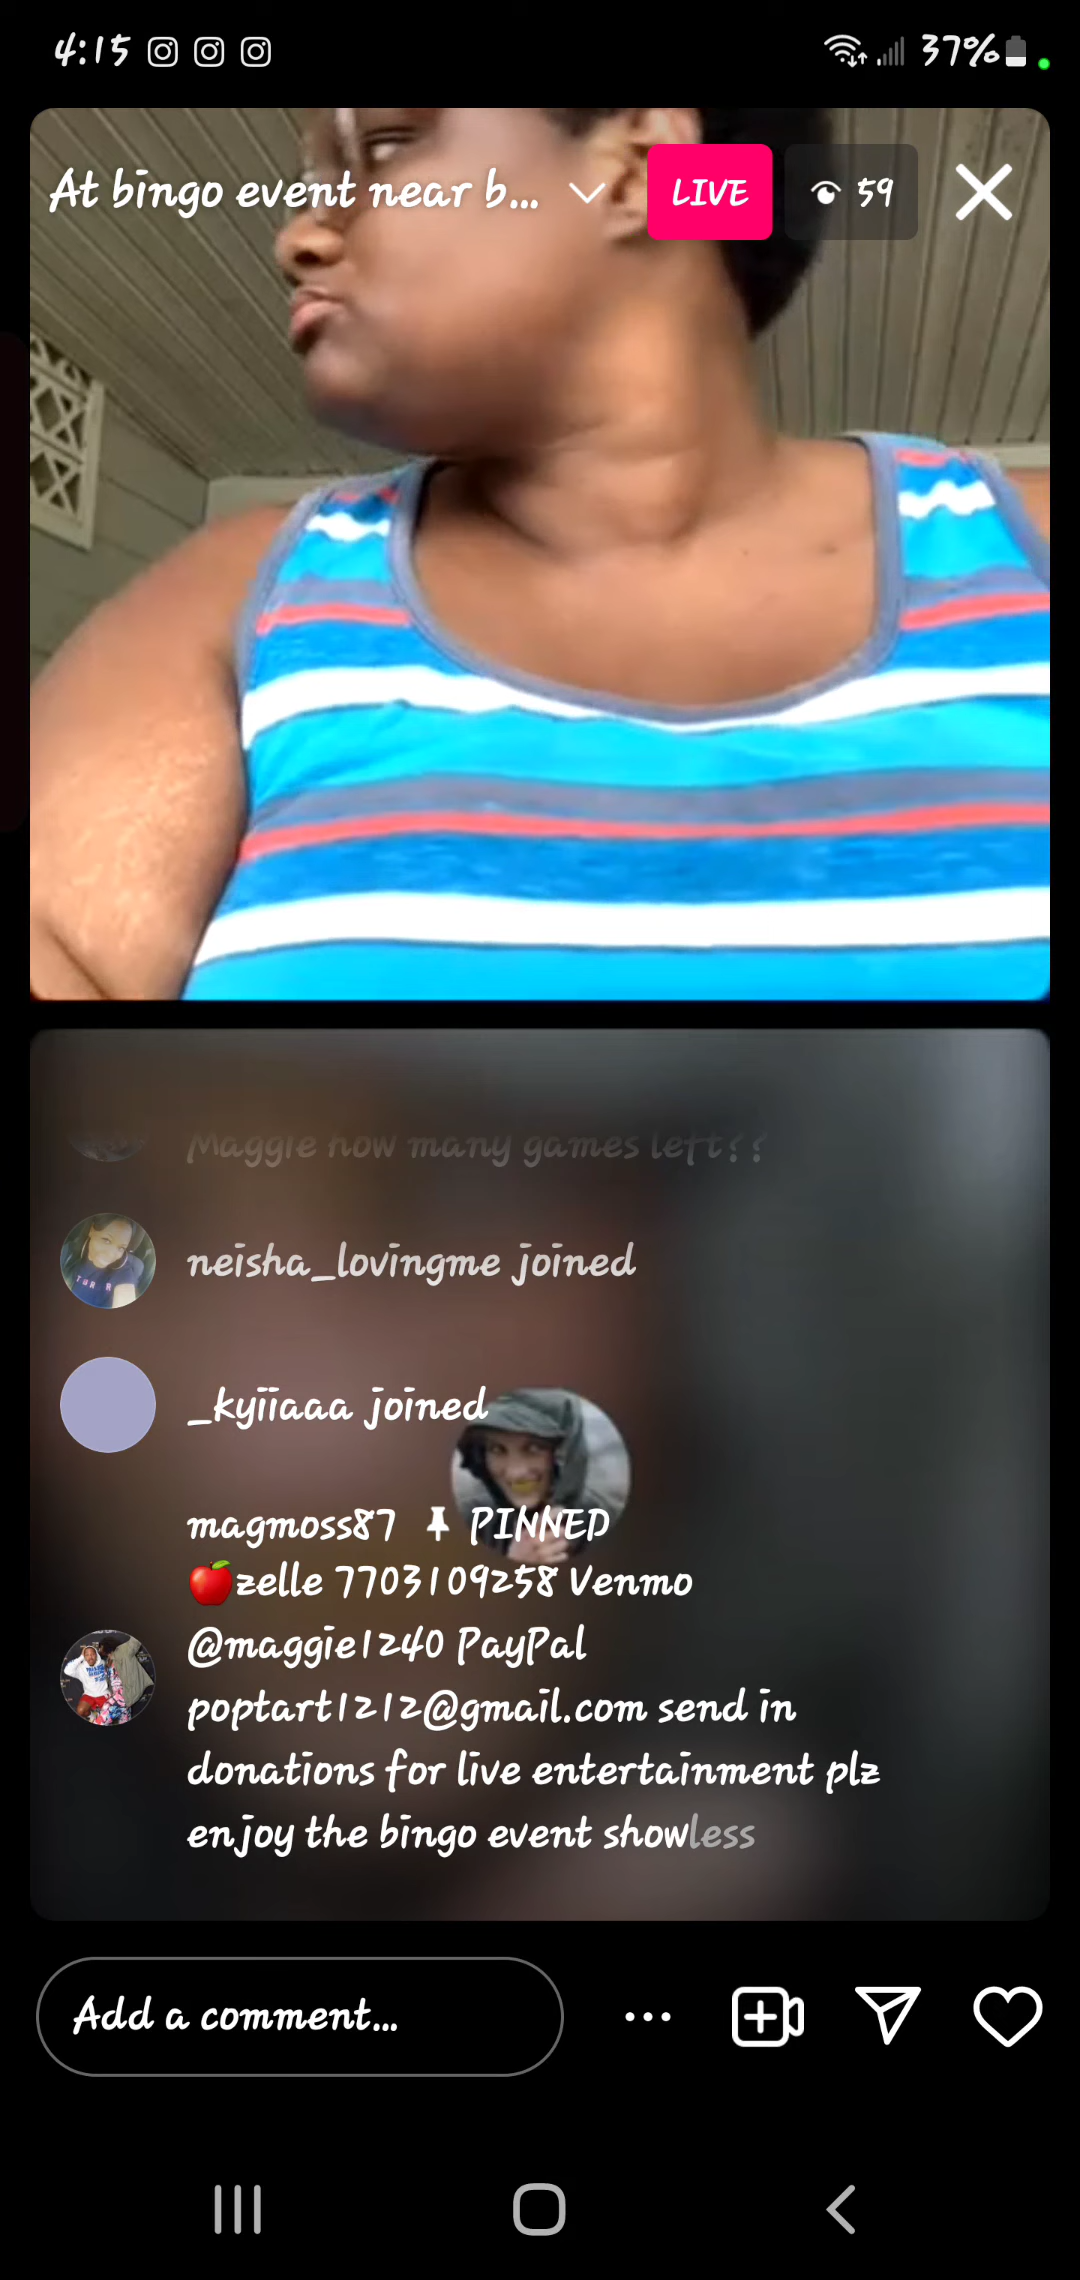 4:15 37%
At bingo event near b... LIVE 59
Maggie how many games left??
neisha_lovingme joined
_kyiiaaa joined
magmoss87 PINNED
🍎zelle 7703109258 Venmo
@maggie1240 PayPal
poptart1212@gmail.com send in
donations for live entertainment plz
enjoy the bingo event showless
Add a comment...